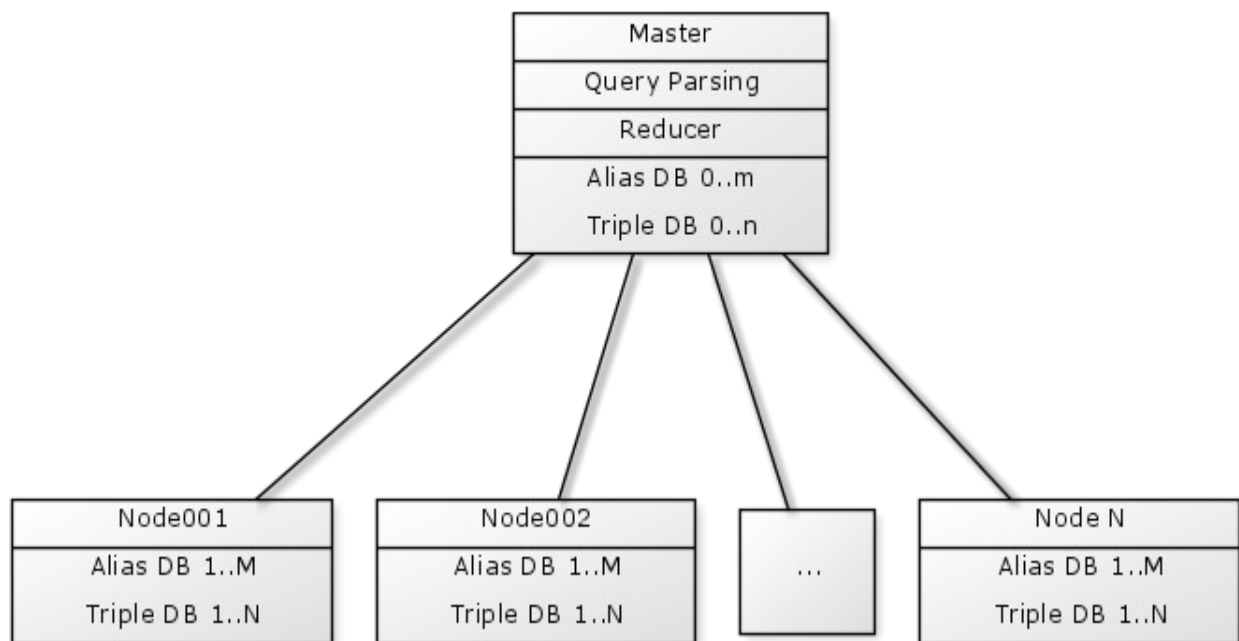 Master
Query Parsing
Reducer
Alias DB 0..m
Triple DB 0..n
Node001
Alias DB 1..M
Triple DB 1..N
Node002
Alias DB 1..M
Triple DB 1..N
...
Node N
Alias DB 1..M
Triple DB 1..N